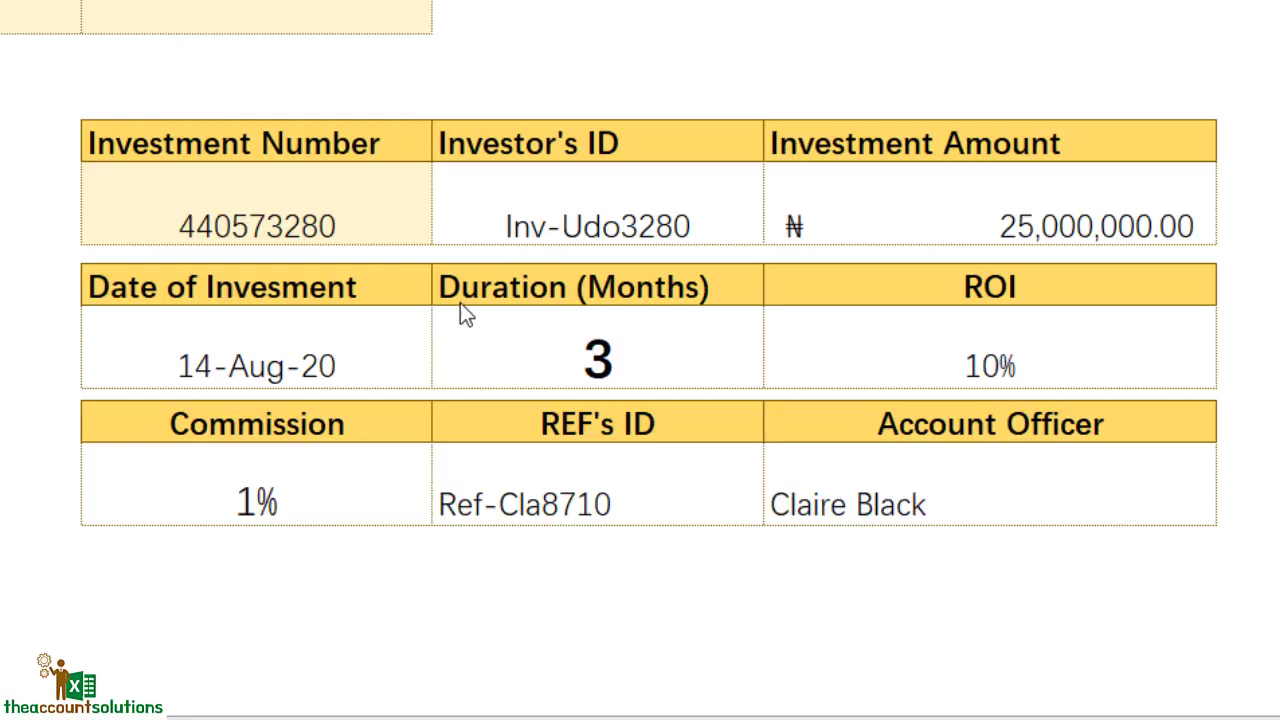 Investment Number Investor's ID Investment Amount
440573280 Inv-Udo3280 ₦ 25,000,000.00
Date of Invesment Duration (Months) ROI
14-Aug-20 3 10%
Commission REF's ID Account Officer
1% Ref-Cla8710 Claire Black
X
theaccountsolutions